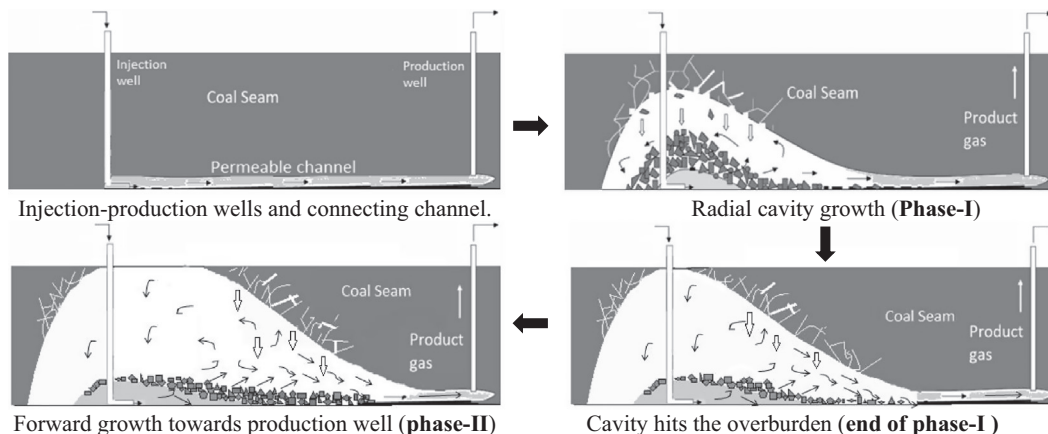 Injection
well
Production
well
Coal Seam
Permeable channel
Injection-production wells and connecting channel.
Coal Seam
Product
gas
Radial cavity growth (Phase-I)
Coal Seam
Product
gas
Forward growth towards production well (phase-II)
Coal Seam
Product
gas
Cavity hits the overburden (end of phase-I )